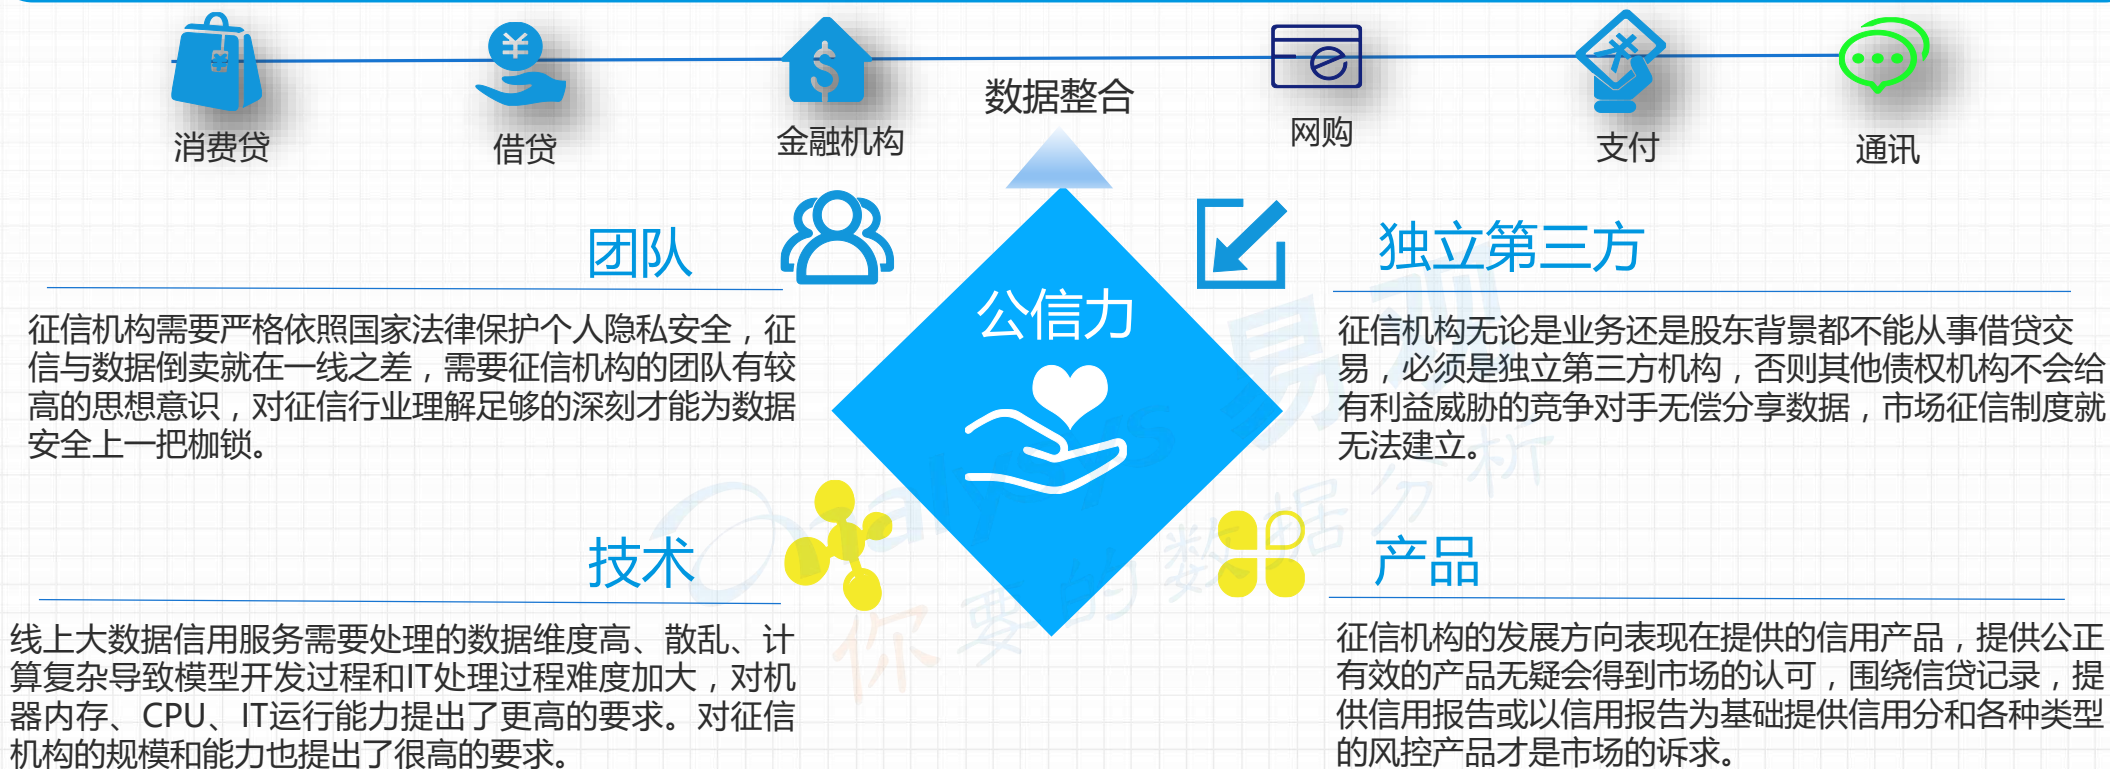 消费贷
借贷
金融机构
数据整合
网购
支付
通讯
团队
征信机构需要严格依照国家法律保护个人隐私安全，征
信与数据倒卖就在一线之差，需要征信机构的团队有较
高的思想意识，对征信行业理解足够的深刻才能为数据
安全上一把枷锁。
公信力
独立第三方
征信机构无论是业务还是股东背景都不能从事借贷交
易，必须是独立第三方机构，否则其他债权机构不会给
有利益威胁的竞争对手无偿分享数据，市场征信制度就
无法建立。
技术
线上大数据信用服务需要处理的数据维度高、散乱、计
算复杂导致模型开发过程和IT处理过程难度加大，对机
器内存、CPU、IT运行能力提出了更高的要求。对征信
机构的规模和能力也提出了很高的要求。
产品
征信机构的发展方向表现在提供的信用产品，提供公正
有效的产品无疑会得到市场的认可，围绕信贷记录，提
供信用报告或以信用报告为基础提供信用分和各种类型
的风控产品才是市场的诉求。
Analysys 易观
你要的数据分析